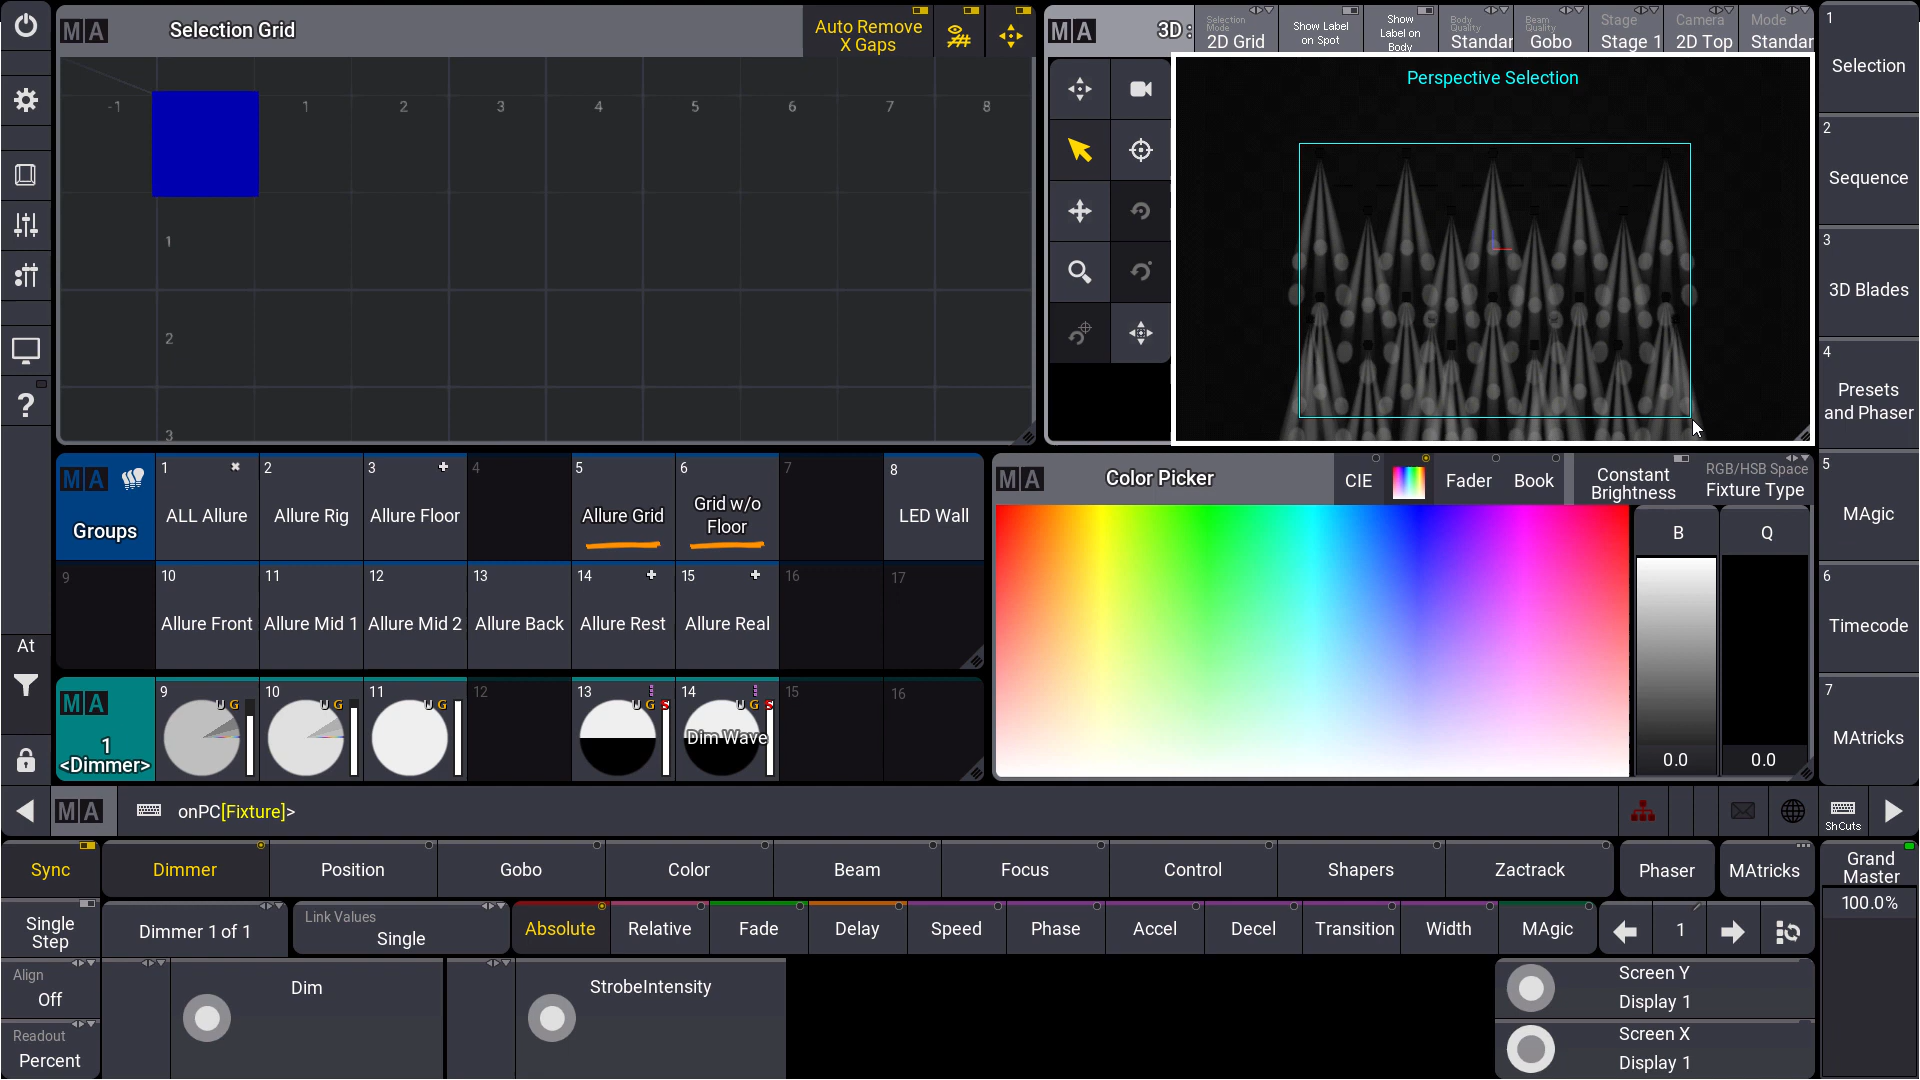 MA
Selection Grid
Auto Remove
X Gaps
-1
1
2
3
4
5
6
7
8
1
2
3
MA
3D :
Selection
Mode
2D Grid
Show Label
on Spot
Show
Label on
Body
Body
Quality
Standar
Beam
Quality
Gobo
Stage
Stage 1
Camera
2D Top
Mode
Standar
Perspective Selection
1
Selection
2
Sequence
3
3D Blades
4
Presets
and Phaser
5
MAgic
6
Timecode
7
MAtricks
?
At
MA
Groups
1
ALL Allure
2
Allure Rig
3
Allure Floor
4
5
Allure Grid
6
Grid w/o
Floor
7
8
LED Wall
9
10
Allure Front
11
Allure Mid 1
12
Allure Mid 2
13
Allure Back
14
Allure Rest
15
Allure Real
16
17
MA
1
<Dimmer>
9
U G
10
U G
11
U G
12
13
U G S
14
U G S
Dim Wave
15
16
MA
Color Picker
CIE
Fader
Book
Constant
Brightness
RGB/HSB Space
Fixture Type
B
Q
0.0
0.0
MA
onPC[Fixture]>
ShCuts
Sync
Dimmer
Position
Gobo
Color
Beam
Focus
Control
Shapers
Zactrack
Phaser
MAtricks
Grand
Master
100.0%
Single
Step
Dimmer 1 of 1
Link Values
Single
Absolute
Relative
Fade
Delay
Speed
Phase
Accel
Decel
Transition
Width
MAgic
1
Align
Off
Readout
Percent
Dim
StrobeIntensity
Screen Y
Display 1
Screen X
Display 1